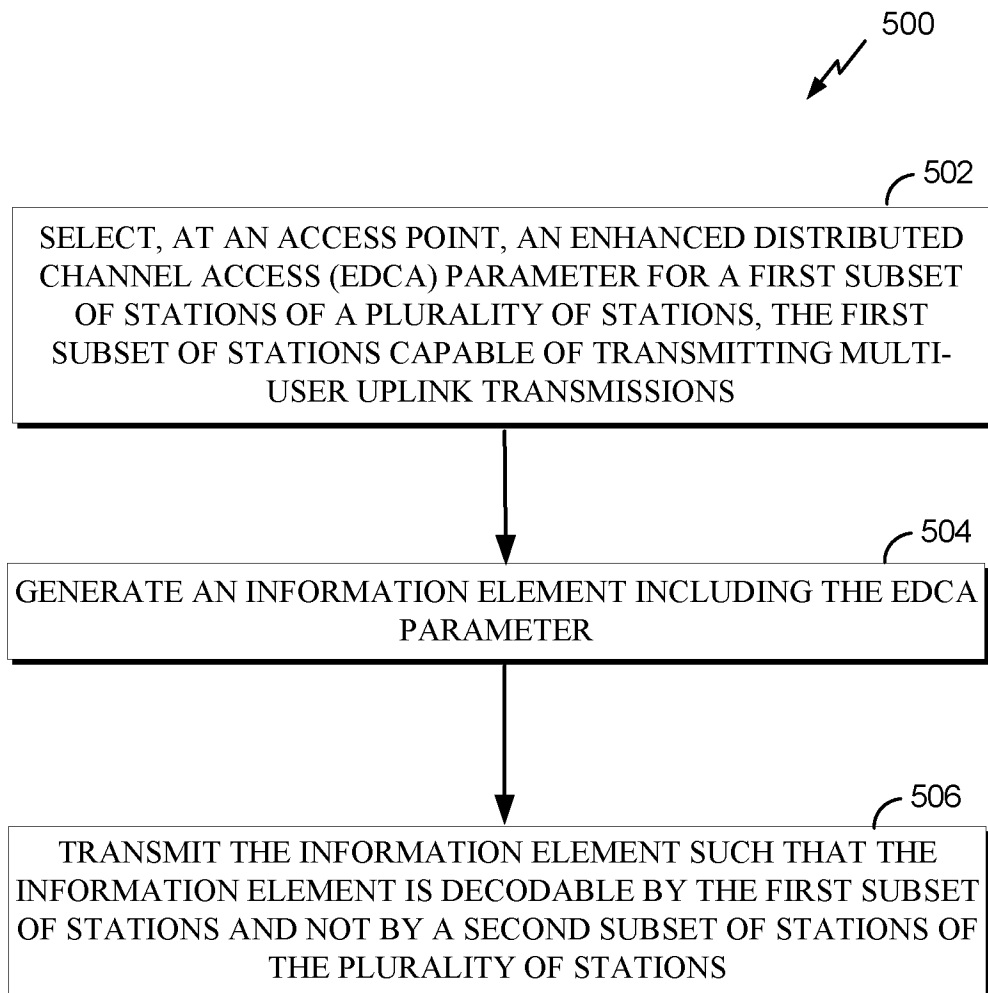 500
502
SELECT, AT AN ACCESS POINT, AN ENHANCED DISTRIBUTED
CHANNEL ACCESS (EDCA) PARAMETER FOR A FIRST SUBSET
OF STATIONS OF A PLURALITY OF STATIONS, THE FIRST
SUBSET OF STATIONS CAPABLE OF TRANSMITTING MULTI-
USER UPLINK TRANSMISSIONS
504
GENERATE AN INFORMATION ELEMENT INCLUDING THE EDCA
PARAMETER
506
TRANSMIT THE INFORMATION ELEMENT SUCH THAT THE
INFORMATION ELEMENT IS DECODABLE BY THE FIRST SUBSET
OF STATIONS AND NOT BY A SECOND SUBSET OF STATIONS OF
THE PLURALITY OF STATIONS